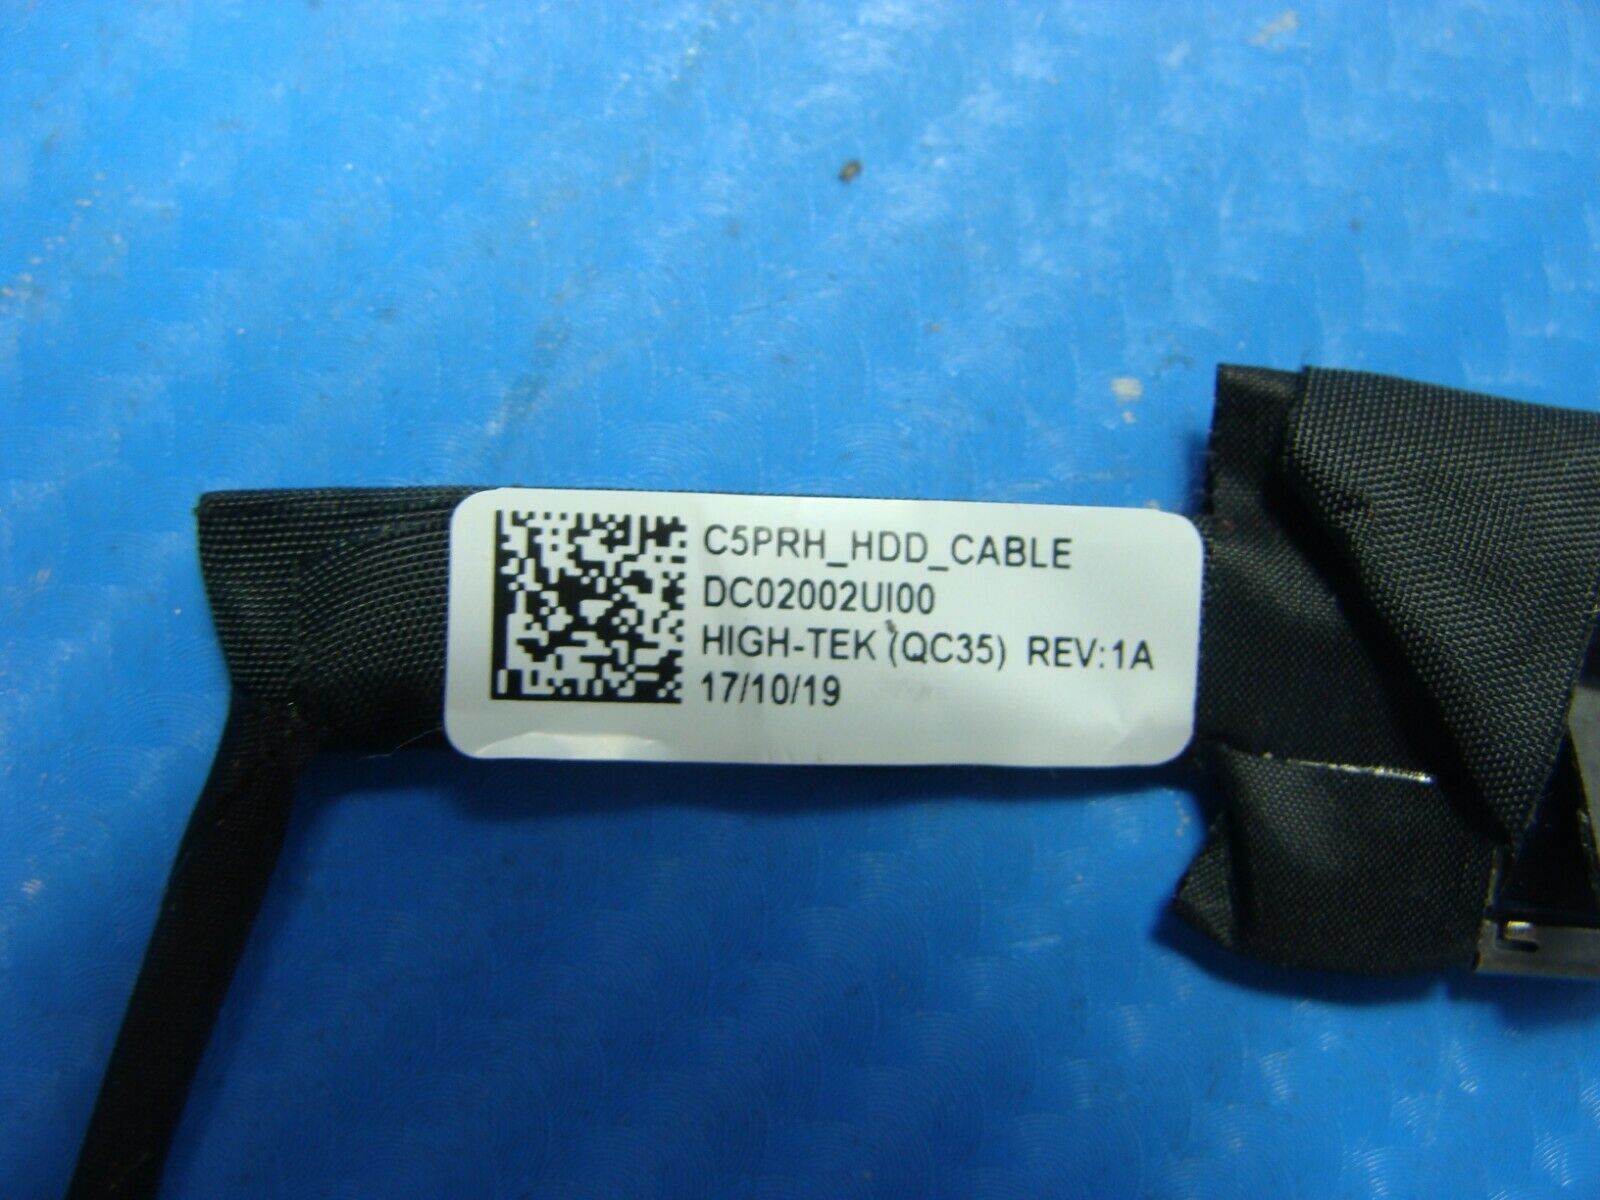 C5PRH_HDD_CABLE
DC02002UI00
HIGH-TEK (QC35) REV:1A
17/10/19